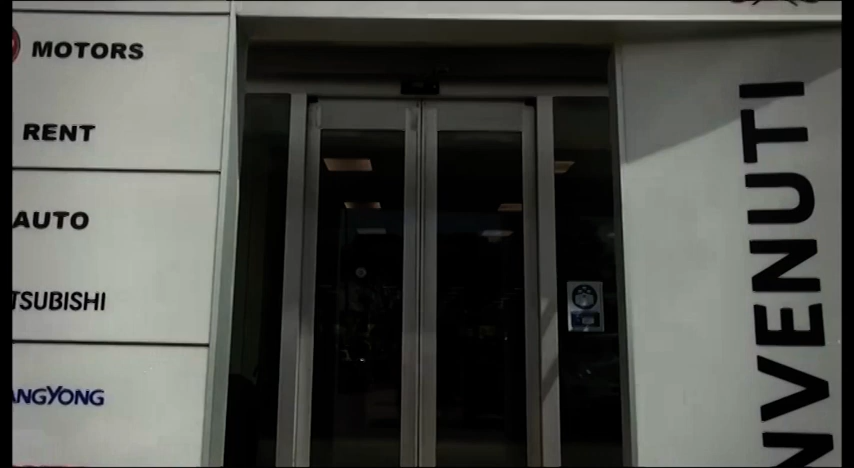 MOTORS
RENT
AUTO
TSUBISHI
ANGYONG
NVENUTI